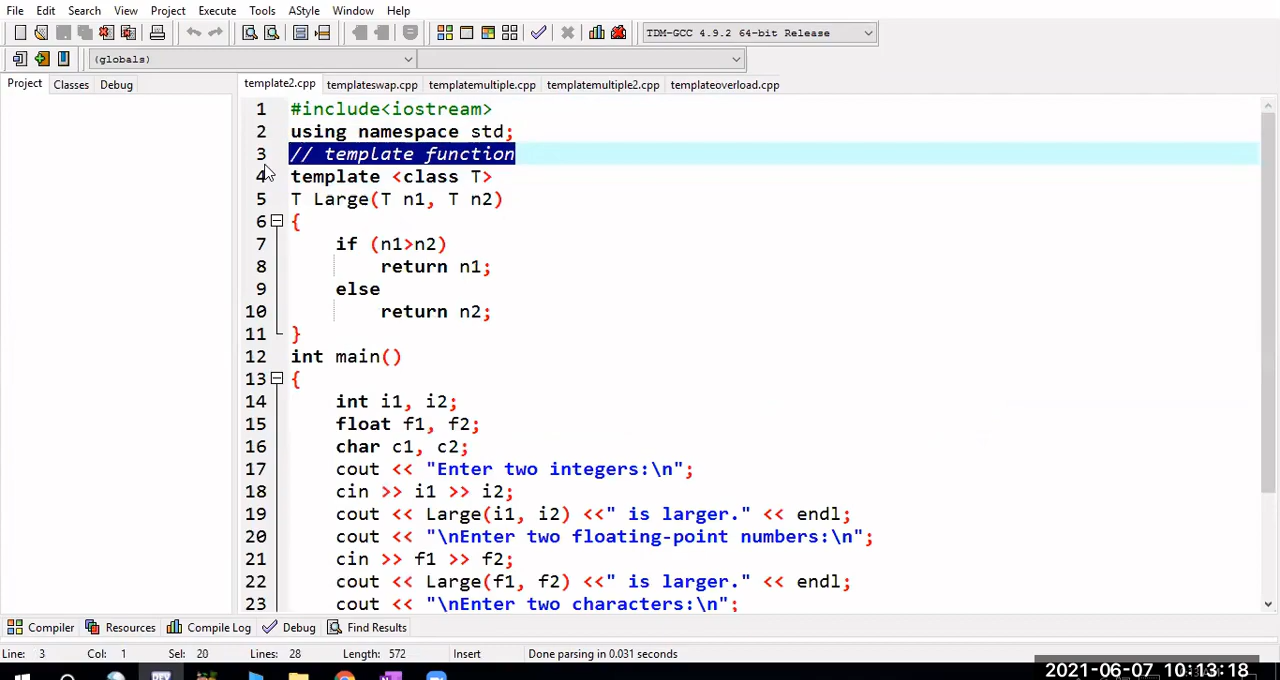 File Edit Search View Project Execute Tools AStyle Window Help
TDM-GCC 4.9.2 64-bit Release
(globals)
Project Classes Debug
template2.cpp templateswap.cpp templatemultiple.cpp templatemultiple2.cpp templateoverload.cpp
1 #include<iostream>
2 using namespace std;
3 // template function
4 template <class T>
5 T Large(T n1, T n2)
6 {
7 if (n1>n2)
8 return n1;
9 else
10 return n2;
11 }
12 int main()
13 {
14 int i1, i2;
15 float f1, f2;
16 char c1, c2;
17 cout << "Enter two integers:\n";
18 cin >> i1 >> i2;
19 cout << Large(i1, i2) <<" is larger." << endl;
20 cout << "\nEnter two floating-point numbers:\n";
21 cin >> f1 >> f2;
22 cout << Large(f1, f2) <<" is larger." << endl;
23 cout << "\nEnter two characters:\n";
Compiler Resources Compile Log Debug Find Results
Line: 3 Col: 1 Sel: 20 Lines: 28 Length: 572 Insert Done parsing in 0.031 seconds
DEV
2021-06-07 10:13:18